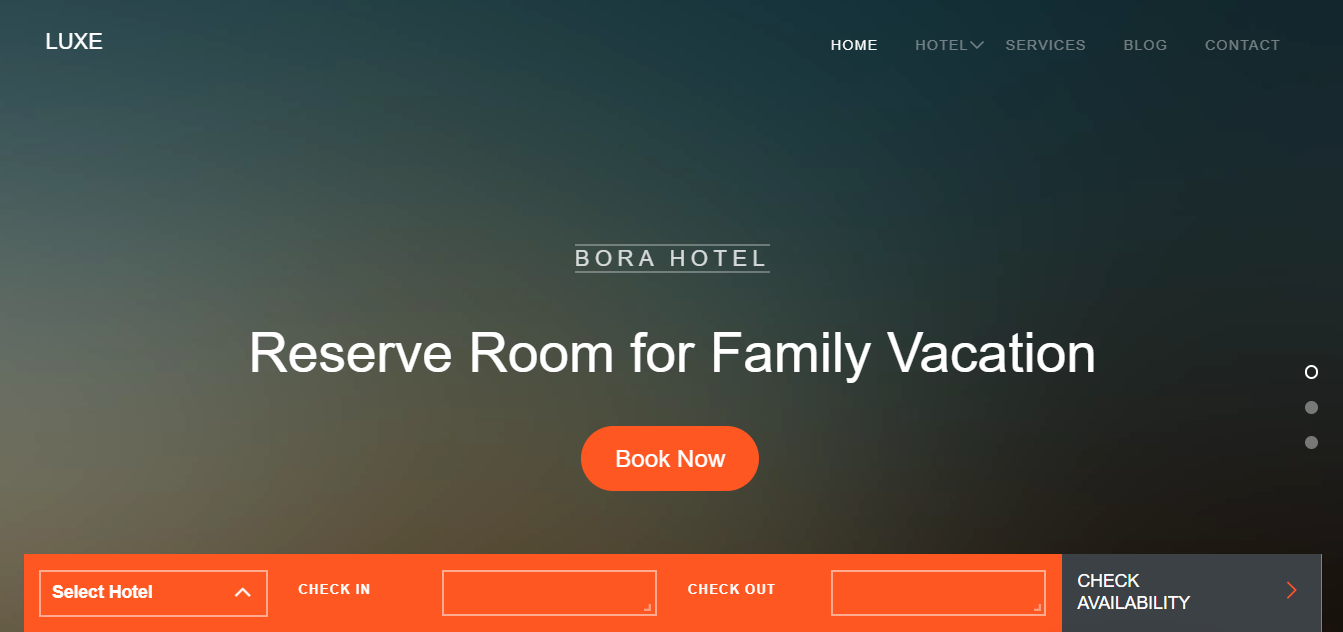 LUXE
HOME HOTEL SERVICES BLOG CONTACT
BORA HOTEL
Reserve Room for Family Vacation
Book Now
Select Hotel CHECK IN CHECK OUT
CHECK
AVAILABILITY